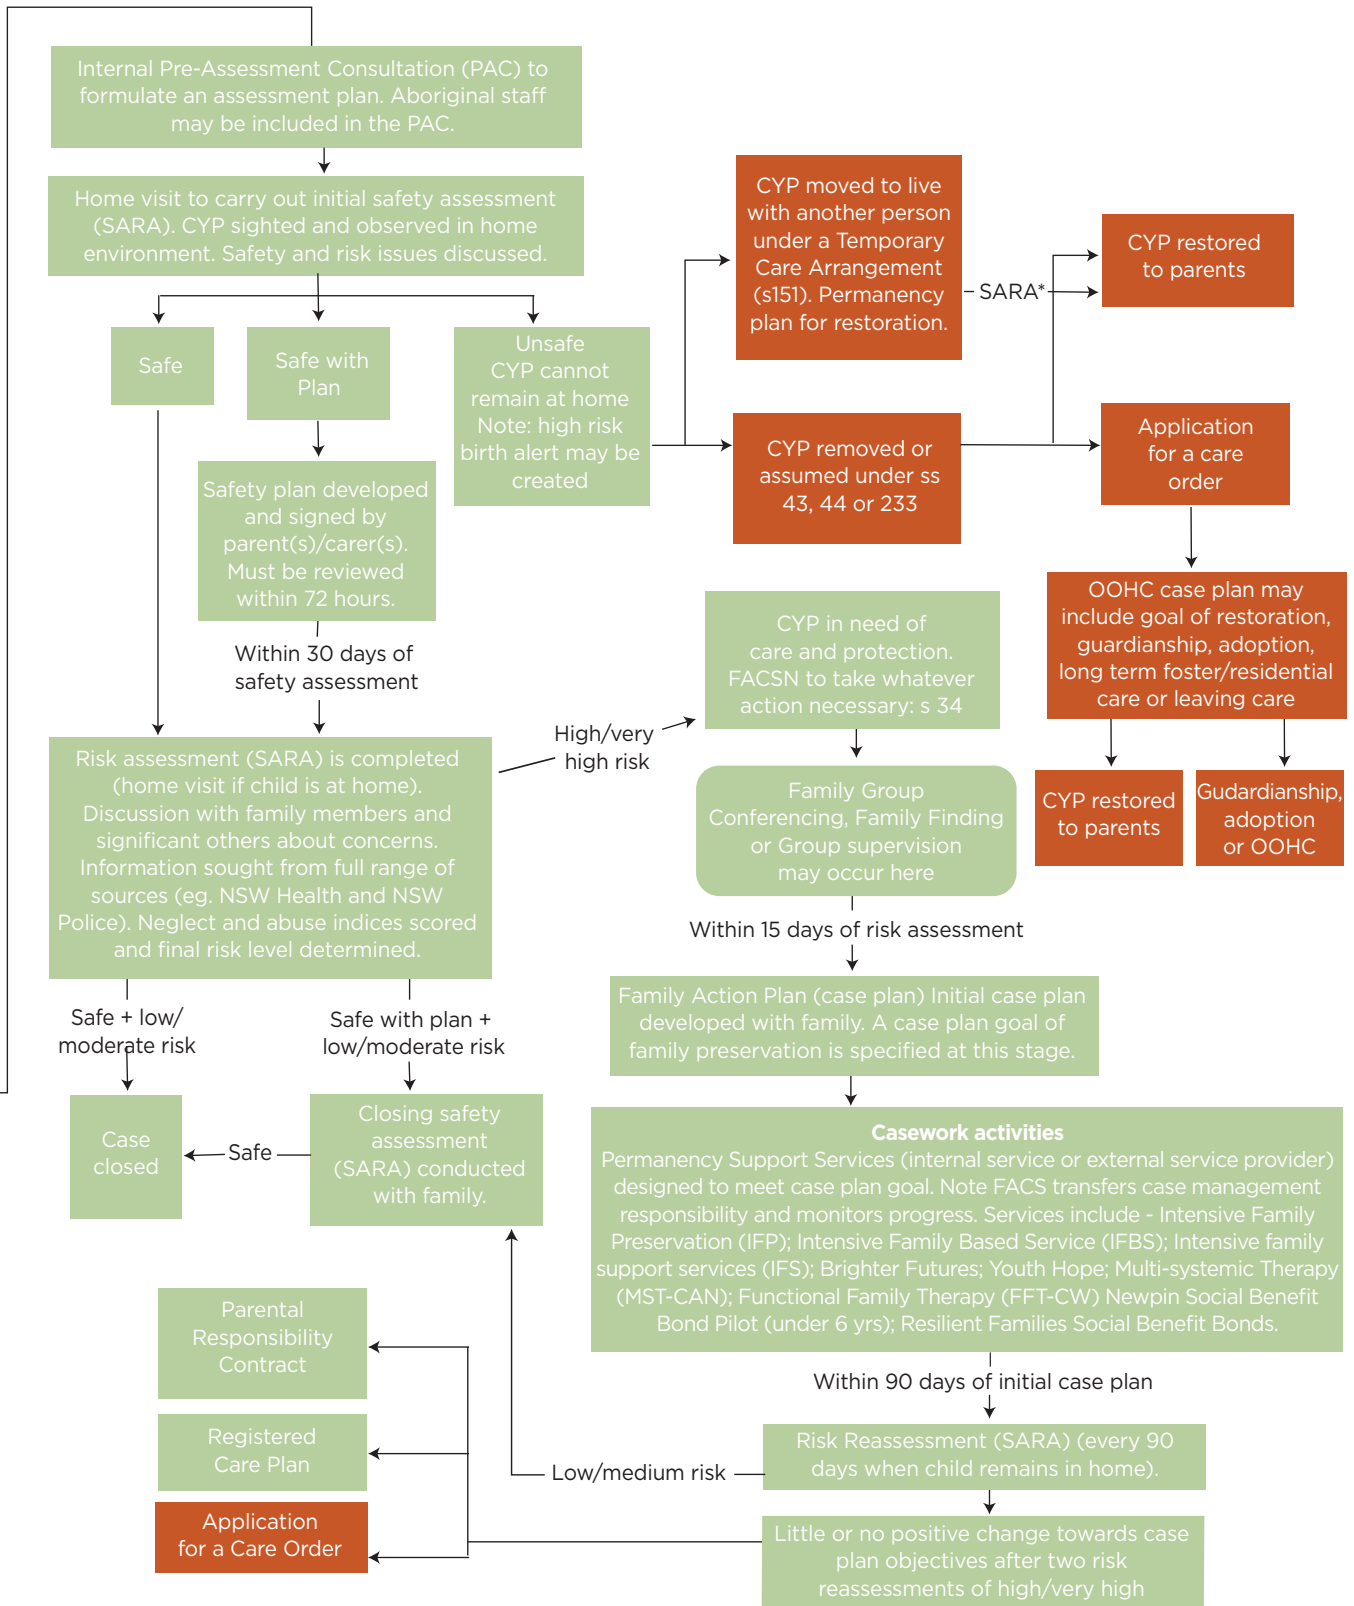 Internal Pre-Assessment Consultation (PAC) to
formulate an assessment plan. Aboriginal staff
may be included in the PAC.
Home visit to carry out initial safety assessment
(SARA). CYP sighted and observed in home
environment. Safety and risk issues discussed.
Safe
Safe with
Plan
Unsafe
CYP cannot
remain at home
Note: high risk
birth alert may be
created
CYP moved to live
with another person
under a Temporary
Care Arrangement
(s151). Permanency
plan for restoration.
SARA*
CYP restored
to parents
CYP removed or
assumed under ss
43, 44 or 233
Application
for a care
order
OOHC case plan may
include goal of restoration,
guardianship, adoption,
long term foster/residential
care or leaving care
CYP restored
to parents
Gudardianship,
adoption
or OOHC
Safety plan developed
and signed by
parent(s)/carer(s).
Must be reviewed
within 72 hours.
Within 30 days of
safety assessment
Risk assessment (SARA) is completed
(home visit if child is at home).
Discussion with family members and
significant others about concerns.
Information sought from full range of
sources (eg. NSW Health and NSW
Police). Neglect and abuse indices scored
and final risk level determined.
High/very
high risk
CYP in need of
care and protection.
FACSN to take whatever
action necessary: s 34
Family Group
Conferencing, Family Finding
or Group supervision
may occur here
Within 15 days of risk assessment
Family Action Plan (case plan) Initial case plan
developed with family. A case plan goal of
family preservation is specified at this stage.
Safe + low/
moderate risk
Safe with plan +
low/moderate risk
Case
closed
Safe
Closing safety
assessment
(SARA) conducted
with family.
Casework activities
Permanency Support Services (internal service or external service provider)
designed to meet case plan goal. Note FACS transfers case management
responsibility and monitors progress. Services include - Intensive Family
Preservation (IFP); Intensive Family Based Service (IFBS); Intensive family
support services (IFS); Brighter Futures; Youth Hope; Multi-systemic Therapy
(MST-CAN); Functional Family Therapy (FFT-CW) Newpin Social Benefit
Bond Pilot (under 6 yrs); Resilient Families Social Benefit Bonds.
Within 90 days of initial case plan
Risk Reassessment (SARA) (every 90
days when child remains in home).
Low/medium risk
Little or no positive change towards case
plan objectives after two risk
reassessments of high/very high
Parental
Responsibility
Contract
Registered
Care Plan
Application
for a Care Order